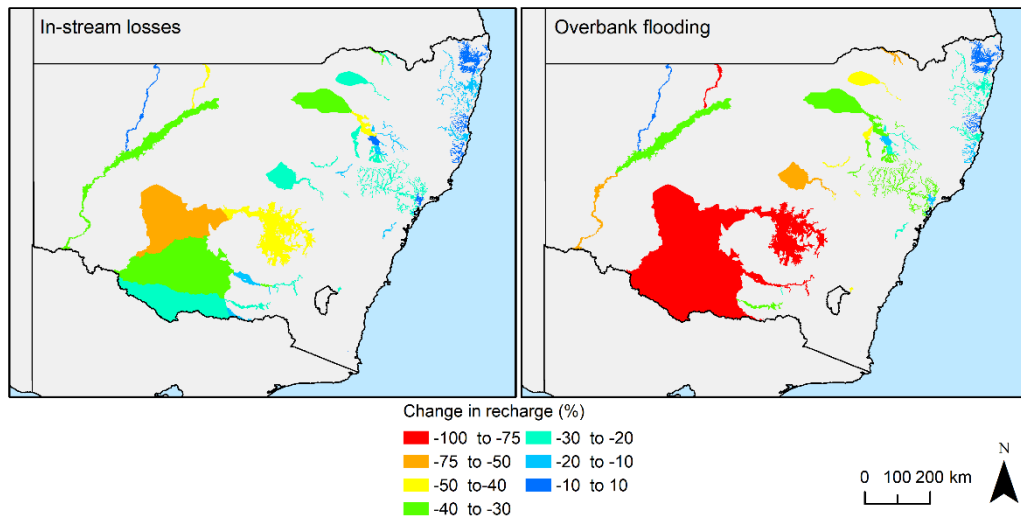 In-stream losses
Overbank flooding
Change in recharge (%)
-100 to -75
-75 to -50
-50 to -40
-40 to -30
-30 to -20
-20 to -10
-10 to 10
0 100 200 km
N